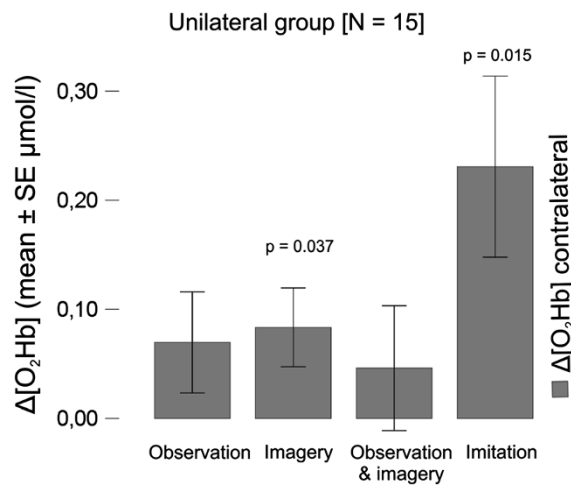 Unilateral group [N = 15]
p = 0.015
0,30
0,20
p = 0.037
0,10
0,00
Δ[O₂Hb] (mean ± SE µmol/l)
Observation
Imagery
Observation
& imagery
Imitation
Δ[O₂Hb] contralateral